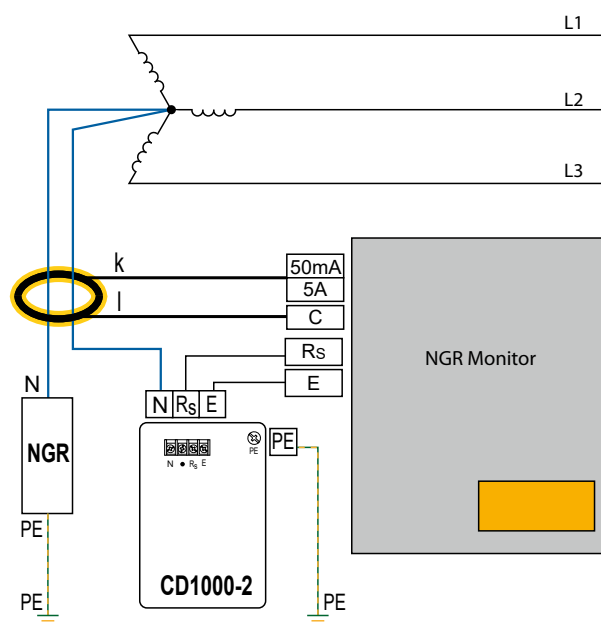 L1
L2
L3
k
50mA
5A
l
C
Rs
NGR Monitor
E
N
N Rs E
NGR
PE
PE
N • Rs E
PE
CD1000-2
PE
PE